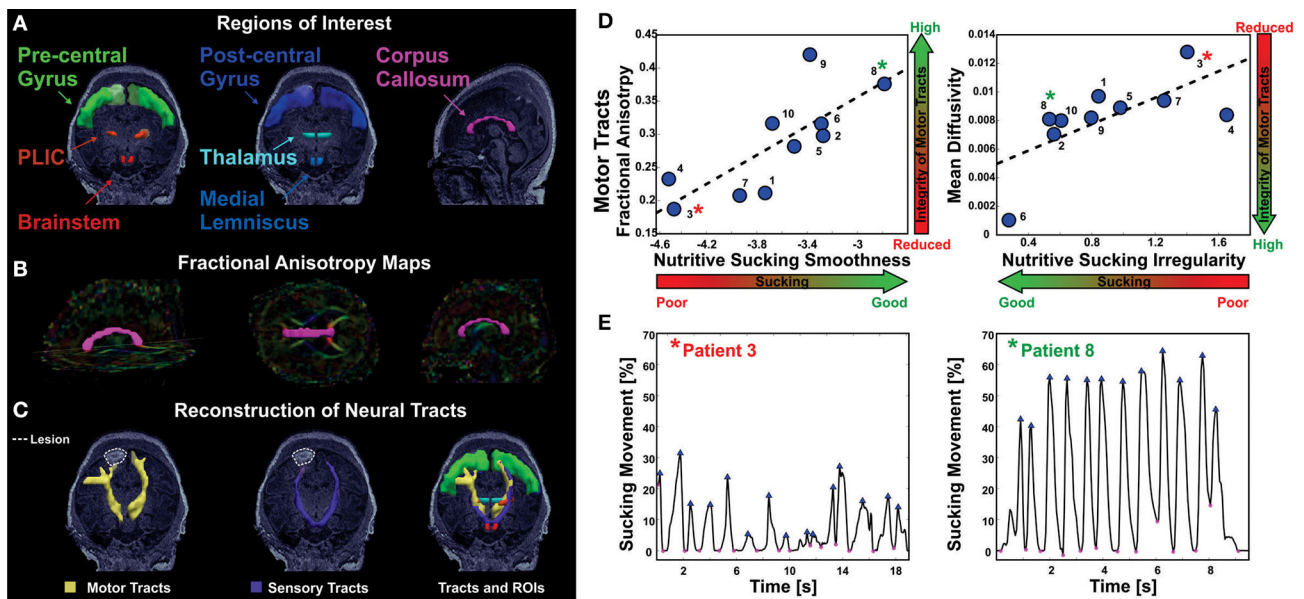 A
Regions of Interest
Pre-central
Gyrus
Post-central
Gyrus
Corpus
Callosum
PLIC
Thalamus
Brainstem
Medial
Lemniscus
B
Fractional Anisotropy Maps
C
Reconstruction of Neural Tracts
Lesion
Motor Tracts
Sensory Tracts
Tracts and ROIs
D
Motor Tracts
Fractional Anisotrpy
0.45
0.4
0.35
0.3
0.25
0.2
0.15
-4.6
-4.2
-3.8
-3.4
-3
4
3 *
7
1
10
9
5
2
6
8
*
Nutritive Sucking Smoothness
Sucking
Poor
Good
High
Integrity of Motor Tracts
Reduced
Mean Diffusivity
0.014
0.012
0.01
0.008
0.006
0.004
0.002
0
0.4
0.8
1.2
1.6
6
*
8
10
2
9
1
5
7
3 *
4
Nutritive Sucking Irregularity
Sucking
Good
Poor
Reduced
Integrity of Motor Tracts
High
E
Sucking Movement [%]
70
60
50
40
30
20
10
0
* Patient 3
2
6
10
14
18
Time [s]
Sucking Movement [%]
70
60
50
40
30
20
10
0
* Patient 8
2
4
6
8
Time [s]